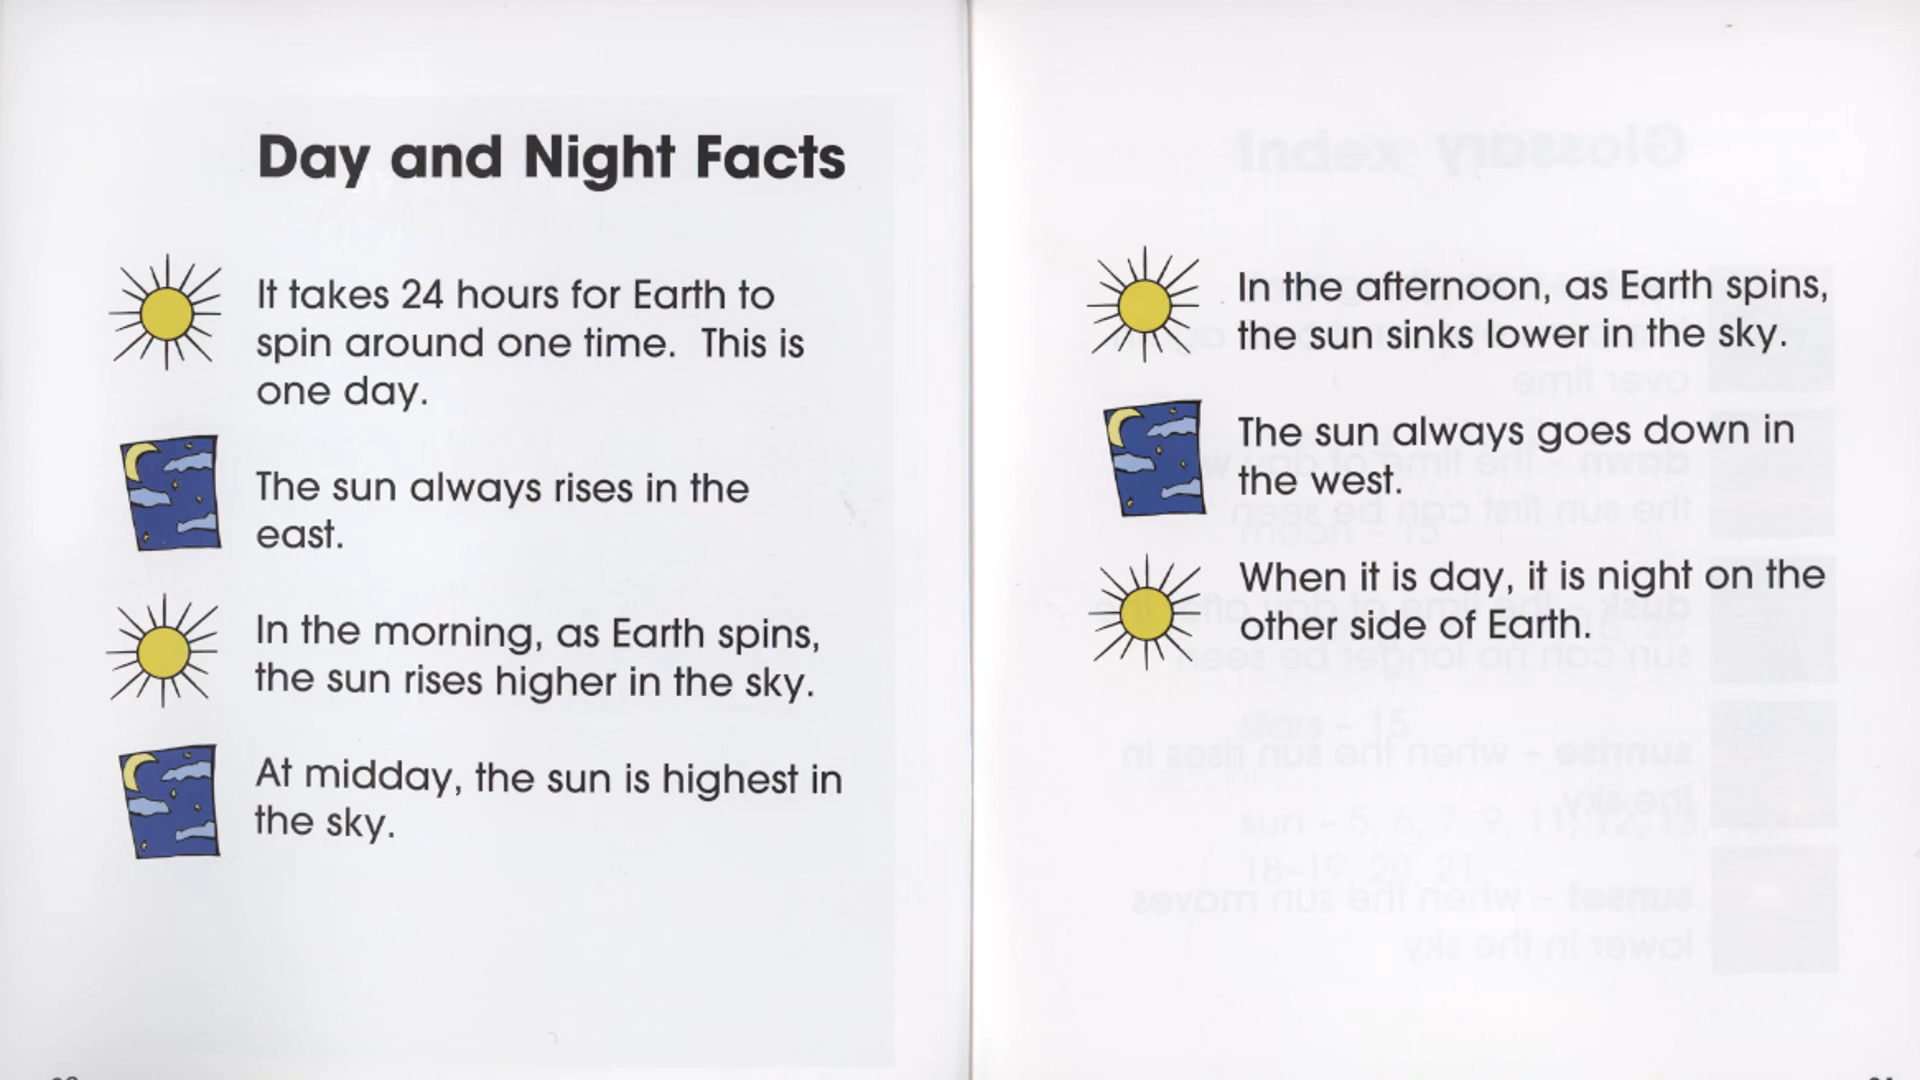 Day and Night Facts
It takes 24 hours for Earth to
spin around one time. This is
one day.
The sun always rises in the
east.
In the morning, as Earth spins,
the sun rises higher in the sky.
At midday, the sun is highest in
the sky.
In the afternoon, as Earth spins,
the sun sinks lower in the sky.
The sun always goes down in
the west.
When it is day, it is night on the
other side of Earth.